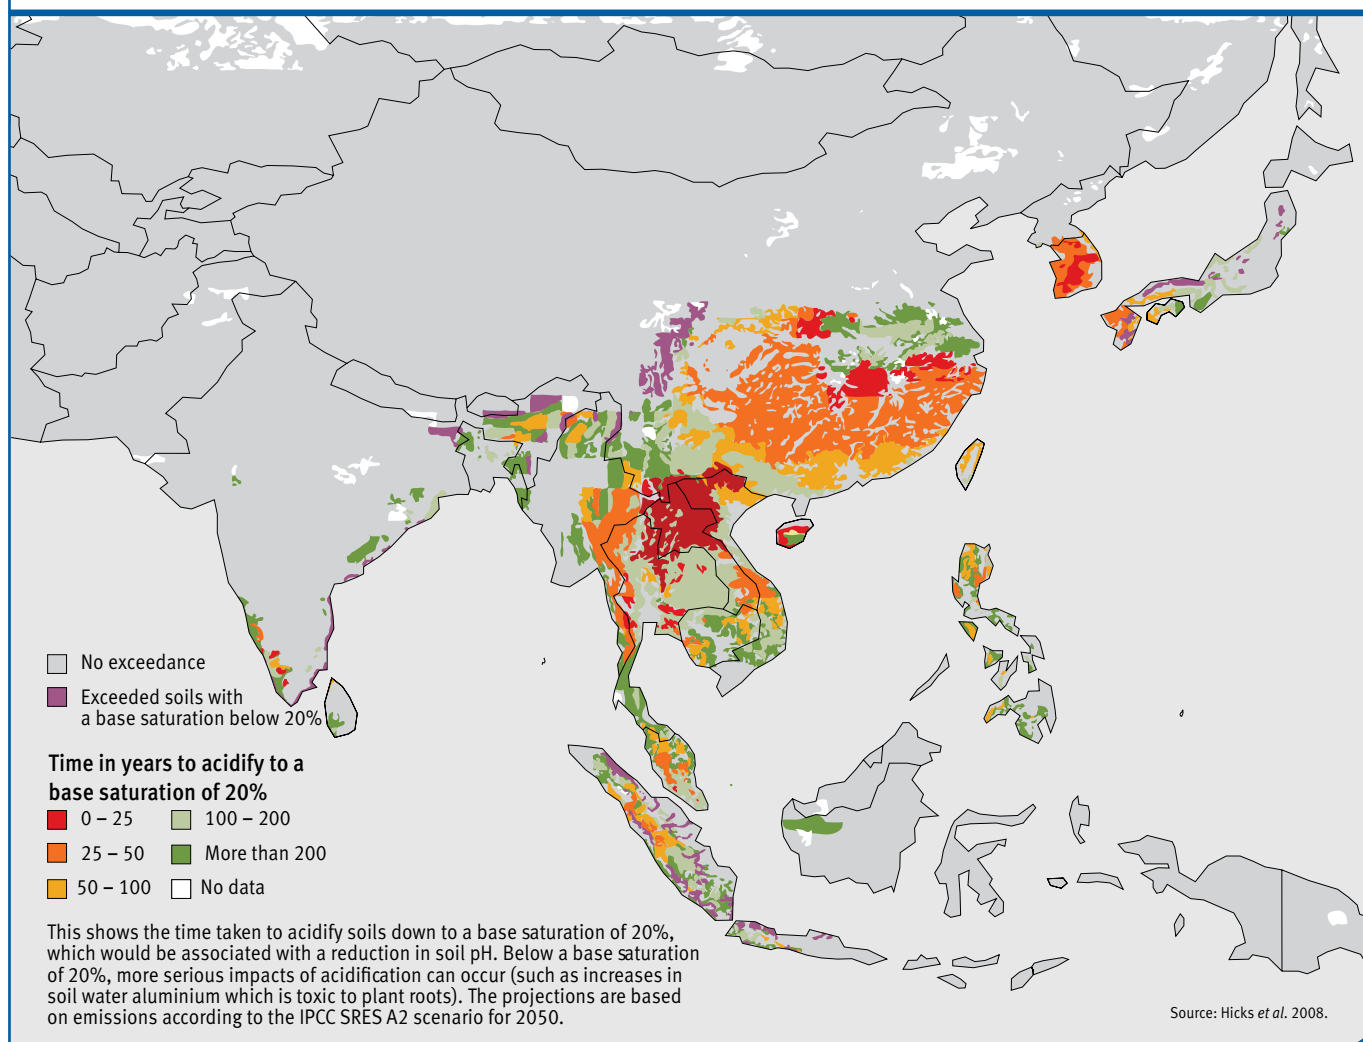 No exceedance
Exceeded soils with
a base saturation below 20%
Time in years to acidify to a
base saturation of 20%
0 – 25
100 – 200
25 – 50
More than 200
50 – 100
No data
This shows the time taken to acidify soils down to a base saturation of 20%,
which would be associated with a reduction in soil pH. Below a base saturation
of 20%, more serious impacts of acidification can occur (such as increases in
soil water aluminium which is toxic to plant roots). The projections are based
on emissions according to the IPCC SRES A2 scenario for 2050.
Source: Hicks et al. 2008.